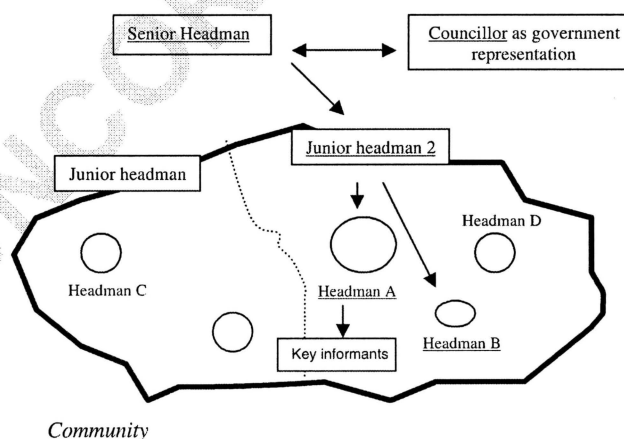 Senior Headman
Councillor as government
representation
Junior headman
Junior headman 2
Headman D
Headman C
Headman A
Headman B
Key informants
Community